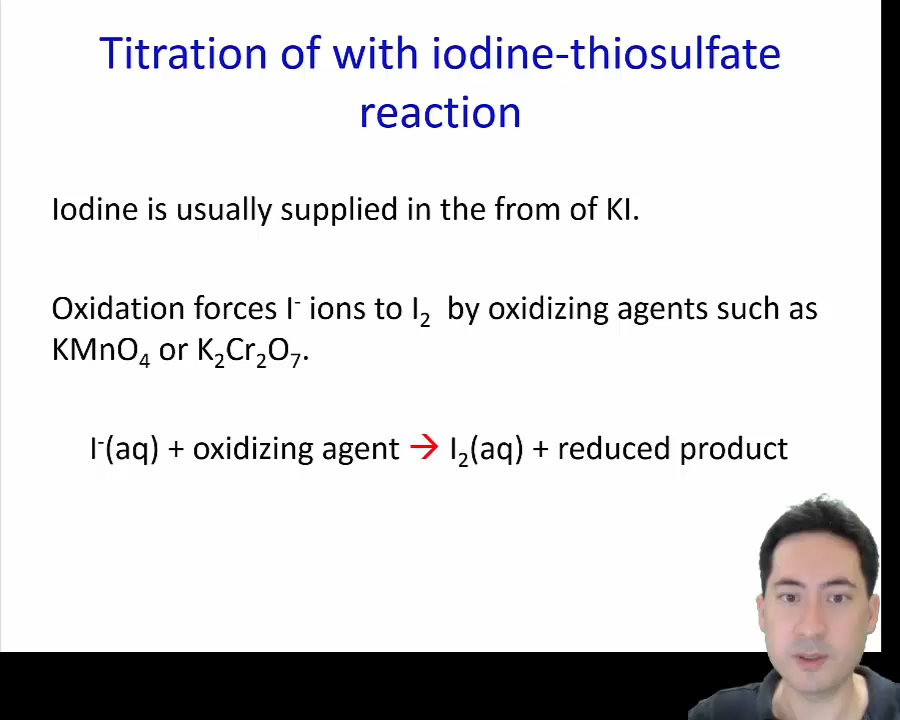 Titration of with iodine-thiosulfate
reaction
Iodine is usually supplied in the from of KI.
Oxidation forces I⁻ ions to I₂ by oxidizing agents such as
KMnO₄ or K₂Cr₂O₇.
I⁻(aq) + oxidizing agent → I₂(aq) + reduced product